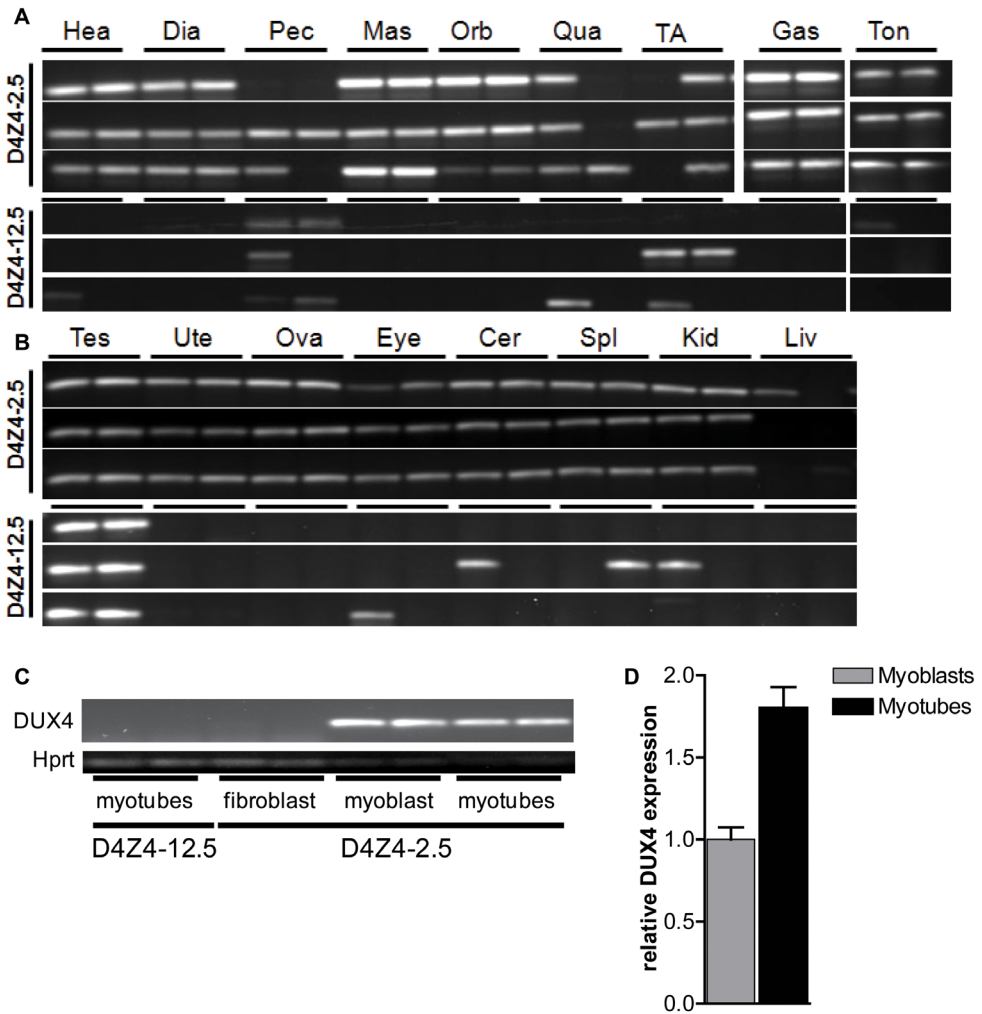 A
Hea Dia Pec Mas Orb Qua TA Gas Ton
D4Z4-2.5
D4Z4-12.5
B
Tes Ute Ova Eye Cer Spl Kid Liv
D4Z4-2.5
D4Z4-12.5
C
DUX4
Hprt
myotubes fibroblast myoblast myotubes
D4Z4-12.5 D4Z4-2.5
D
relative DUX4 expression
2.0
1.5
1.0
0.5
0.0
Myoblasts
Myotubes